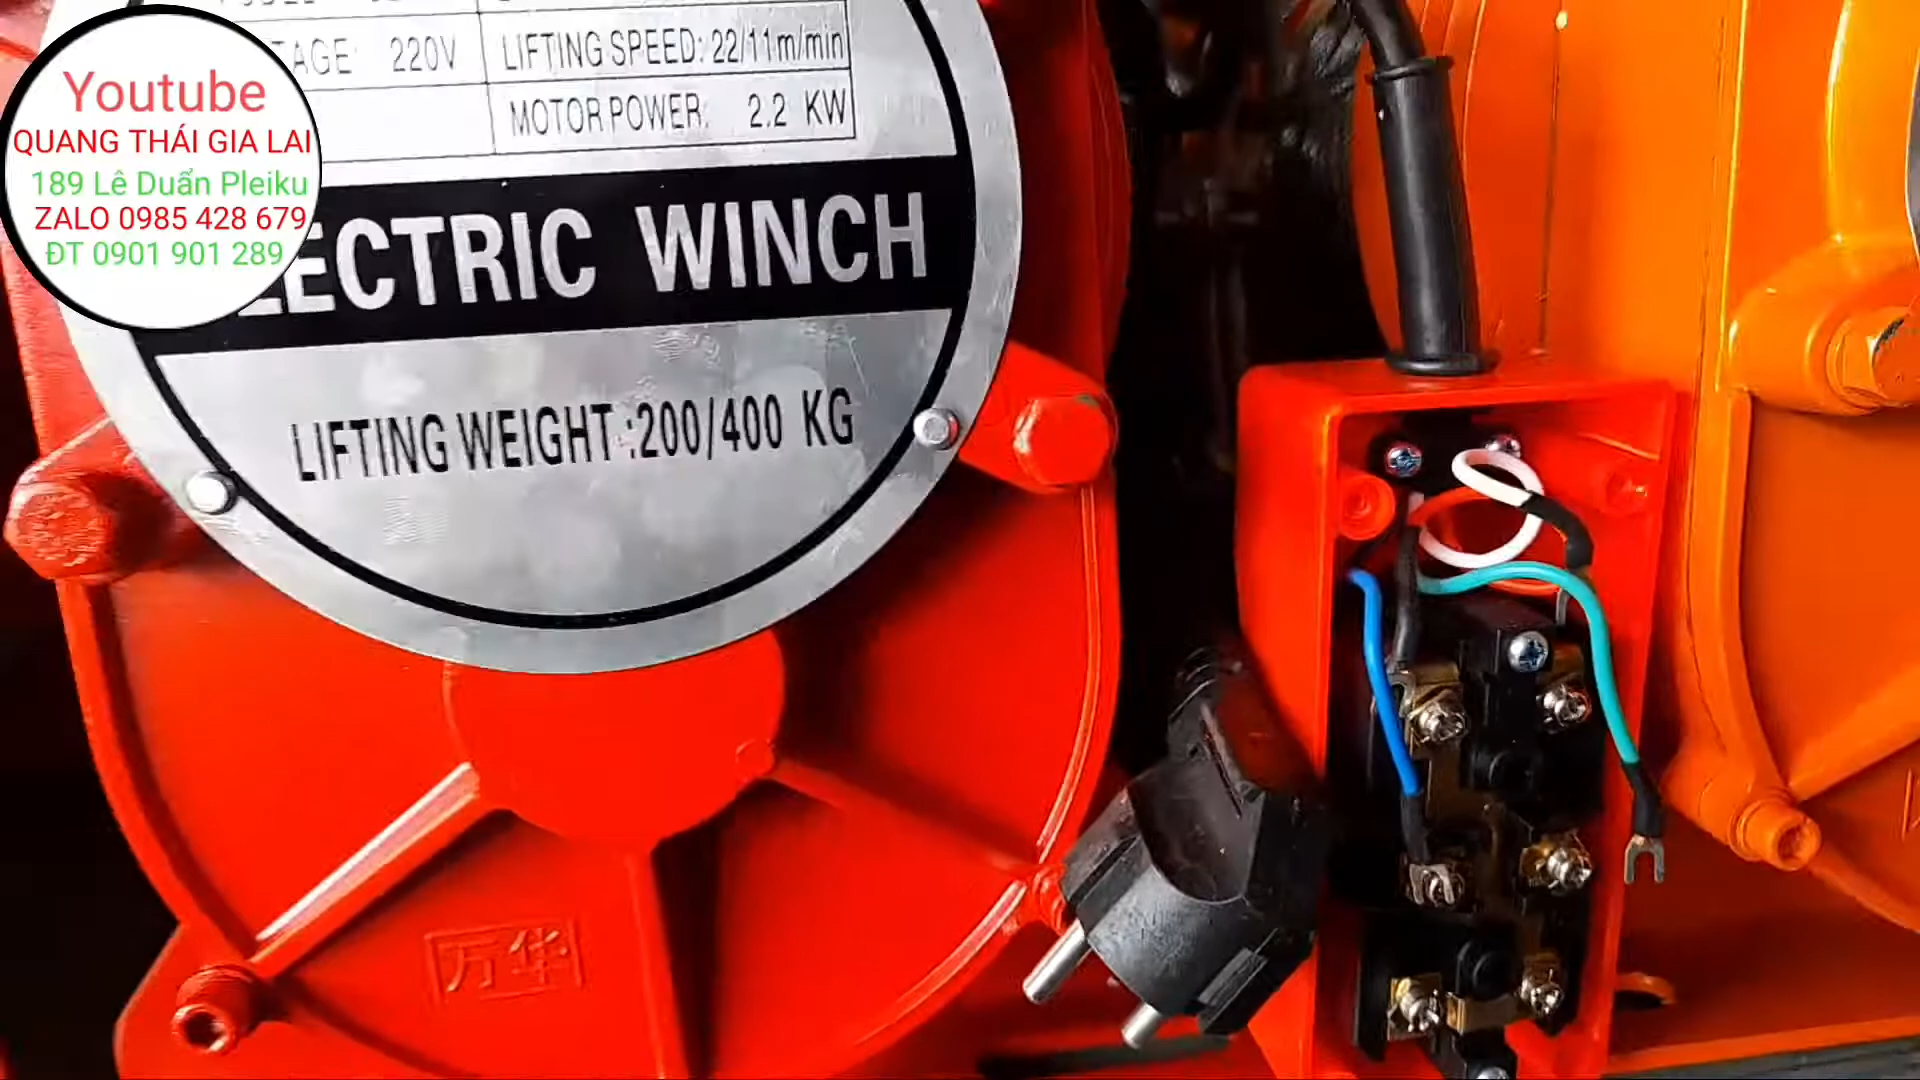 Youtube
QUANG THÁI GIA LAI
189 Lê Duẩn Pleiku
ZALO 0985 428 679
ĐT 0901 901 289
220V
LIFTING SPEED: 22/11m/min
MOTOR POWER: 2.2 KW
ELECTRIC WINCH
LIFTING WEIGHT :200/400 KG
万华